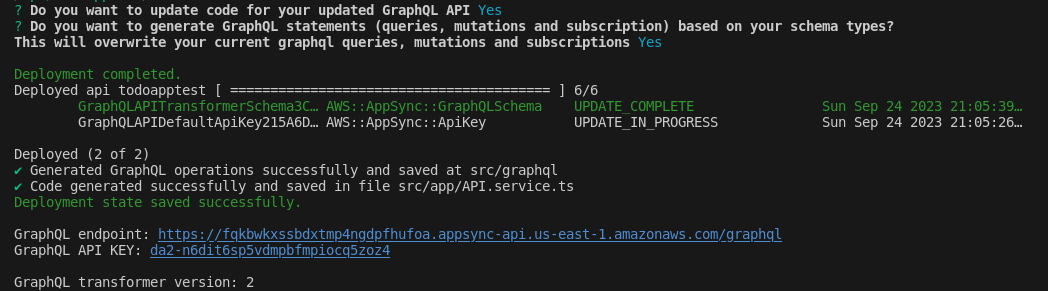 ? Do you want to update code for your updated GraphQL API Yes
? Do you want to generate GraphQL statements (queries, mutations and subscription) based on your schema types?
This will overwrite your current graphql queries, mutations and subscriptions Yes
Deployment completed.
Deployed api todoapptest [ ======================================== ] 6/6
GraphQLAPITransformerSchema3C… AWS::AppSync::GraphQLSchema UPDATE_COMPLETE Sun Sep 24 2023 21:05:39…
GraphQLAPIDefaultApiKey215A6D… AWS::AppSync::ApiKey UPDATE_IN_PROGRESS Sun Sep 24 2023 21:05:26…
Deployed (2 of 2)
✔ Generated GraphQL operations successfully and saved at src/graphql
✔ Code generated successfully and saved in file src/app/API.service.ts
Deployment state saved successfully.
GraphQL endpoint: https://fqkbwkxssbdxtmp4ngdpfhufoa.appsync-api.us-east-1.amazonaws.com/graphql
GraphQL API KEY: da2-n6dit6sp5vdmpbfmpiocq5zoz4
GraphQL transformer version: 2